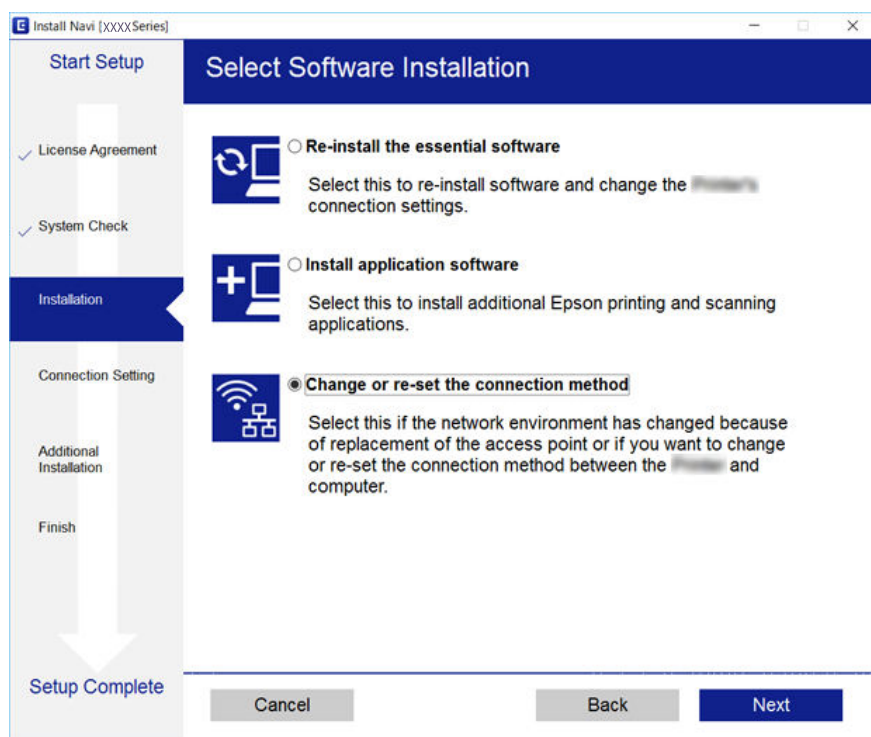 Install Navi [XXXX Series]
Start Setup
License Agreement
System Check
Installation
Connection Setting
Additional
Installation
Finish
Setup Complete
Select Software Installation
Re-install the essential software
Select this to re-install software and change the
connection settings.
Install application software
Select this to install additional Epson printing and scanning
applications.
Change or re-set the connection method
Select this if the network environment has changed because
of replacement of the access point or if you want to change
or re-set the connection method between the and
computer.
Cancel
Back
Next